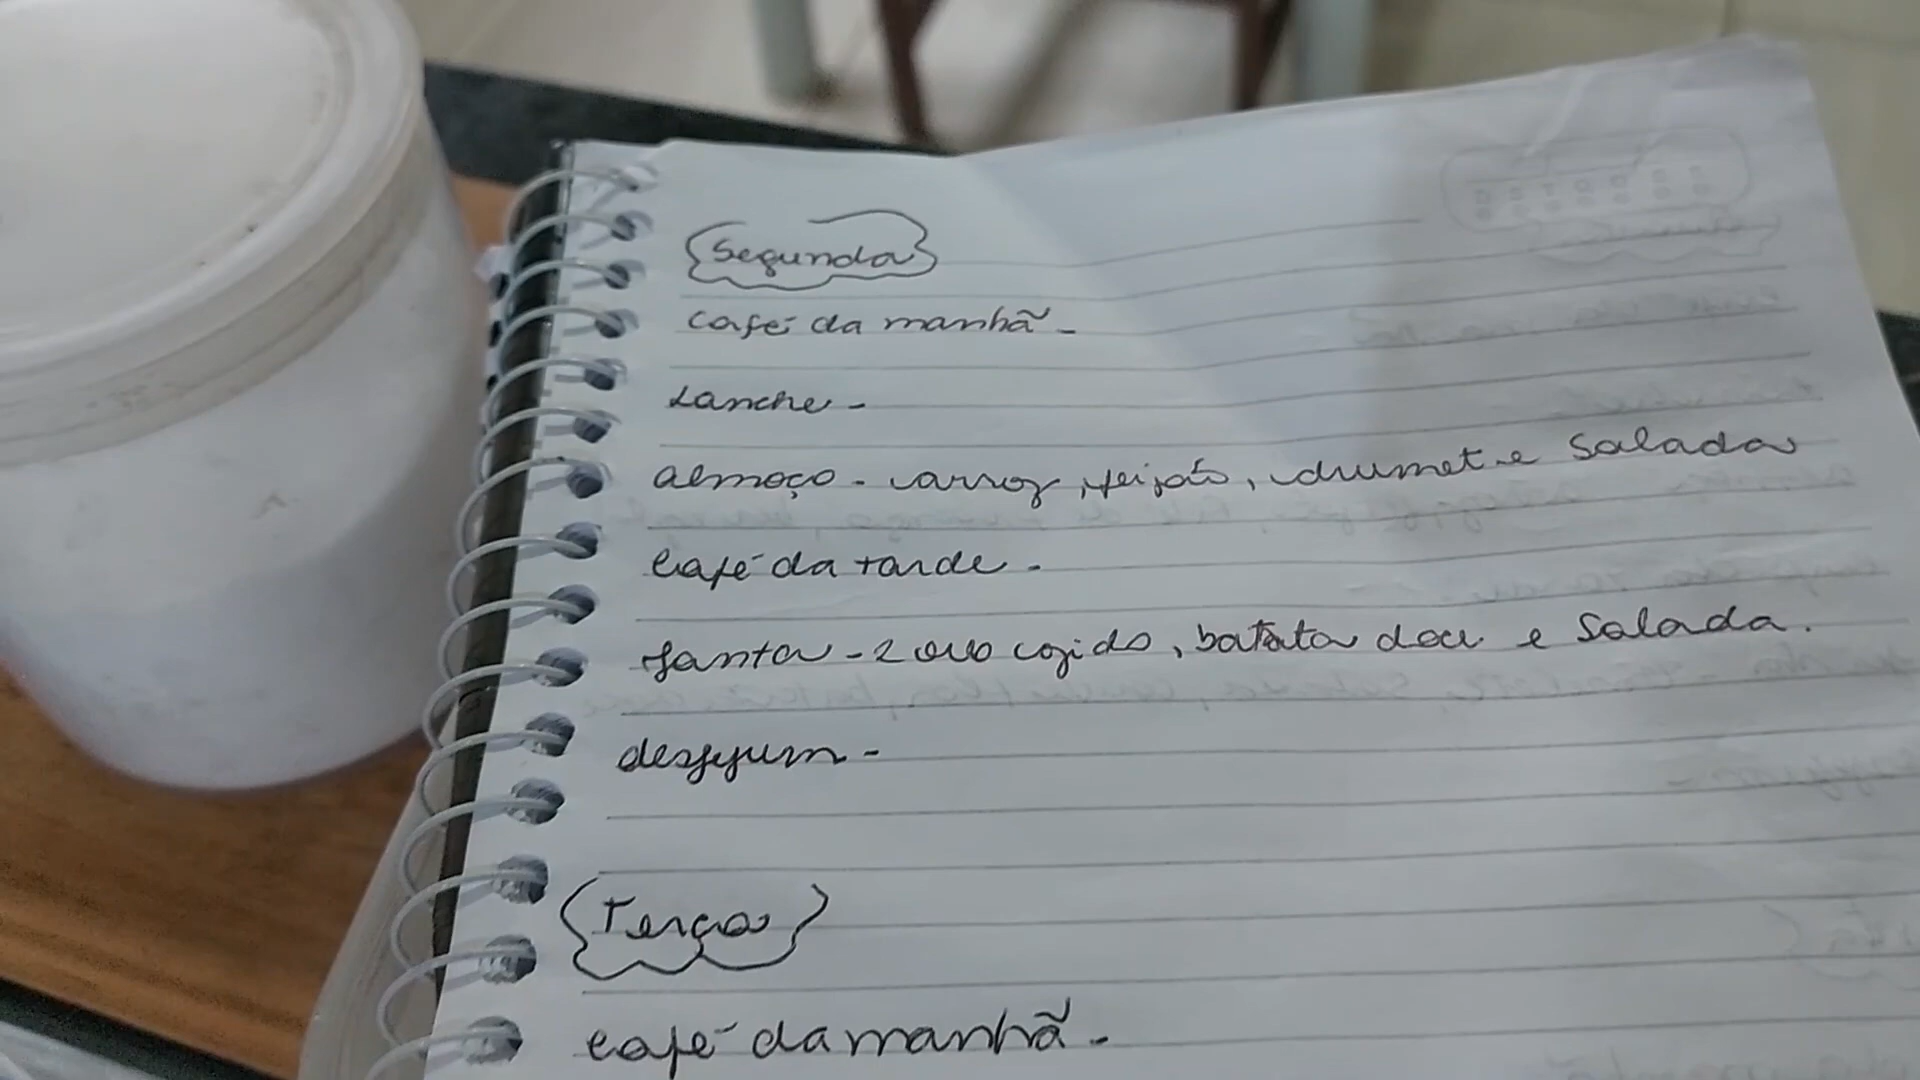 Segunda
café da manhã -
Lanche -
almoço - arroz, feijão, drumet e Salada
café da tarde -
Janta - 2 ovo cozido, batata doce e Salada.
desjejum -
Terça
café da manhã -